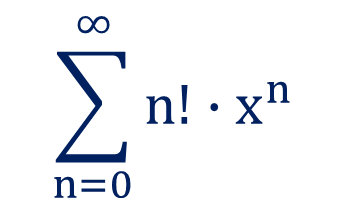 ∞
∑ n! · xⁿ
n=0